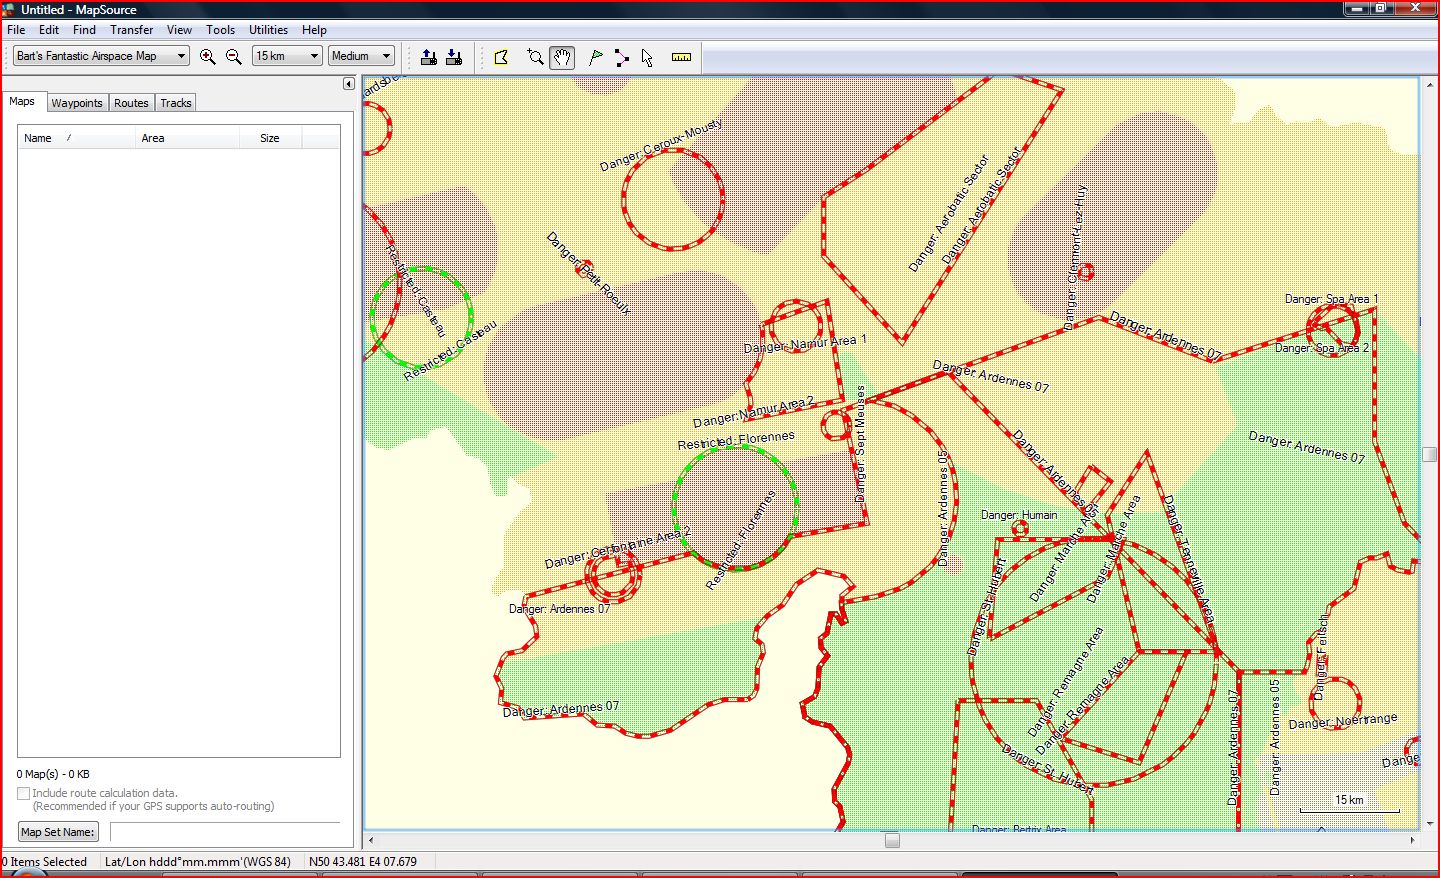 Untitled - MapSource
File Edit Find Transfer View Tools Utilities Help
Bart's Fantastic Airspace Map 15 km Medium
Maps Waypoints Routes Tracks
Name / Area Size
0 Map(s) - 0 KB
Include route calculation data.
(Recommended if your GPS supports auto-routing)
Map Set Name:
Danger: Ceroux-Mousty
Danger: Aerobatic Sector
Danger: Aerobatic Sector
Danger: Clermont-Lez-Huy
Danger: Petit-Roeulx
Restricted: Casteau
Restricted: Casteau
Danger: Spa Area 1
Danger: Spa Area 2
Danger: Ardennes 07
Danger: Namur Area 1
Danger: Ardennes 07
Danger: Namur Area 2
Danger: Sept Meuses
Restricted: Florennes
Danger: Ardennes 07
Danger: Ardennes 05
Danger: Ardennes 05
Restricted: Florennes
Danger: Humain
Danger: Marche Area
Danger: Marche Area
Danger: Tenneville Area
Danger: Cerfontaine Area 2
Danger: Ardennes 07
Danger: St. Hubert
Danger: Feitsch
Danger: Remagne Area
Danger: Remagne Area
Danger: Ardennes 07
Danger: Ardennes 07
Danger: Ardennes 05
Danger: Noertrange
Danger: St. Hubert
Danger:
15 km
Danger: Bertrix Area
0 Items Selected Lat/Lon hddd°mm.mmm'(WGS 84) N50 43.481 E4 07.679